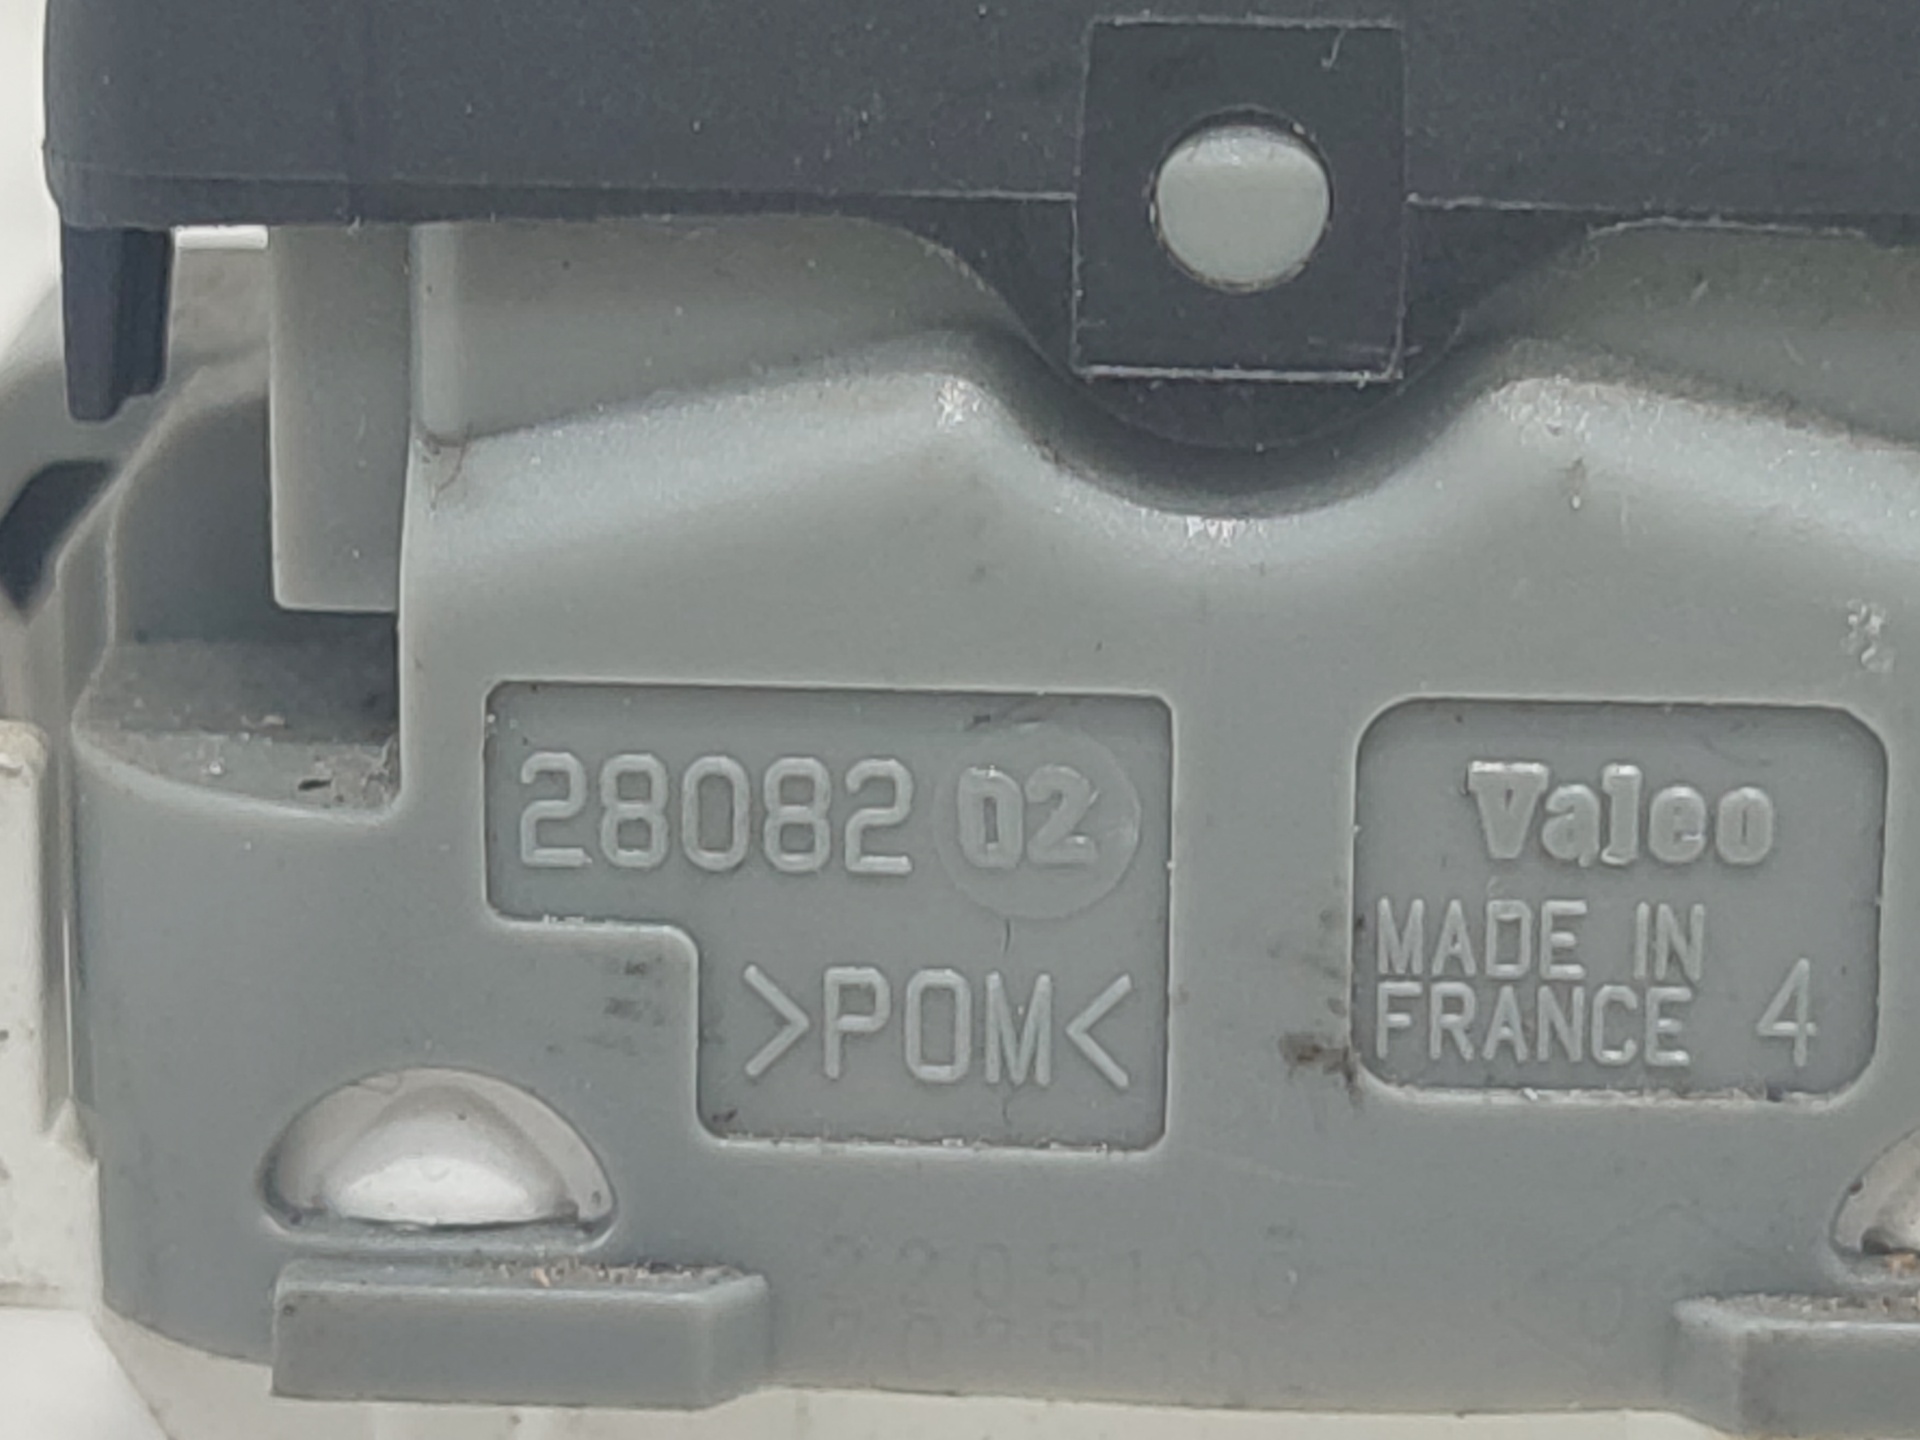 28082 02
>POM<
Valeo
MADE IN
FRANCE 4